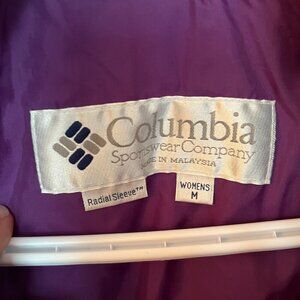 Columbia
Sportswear Company
MADE IN MALAYSIA
Radial Sleeve™
WOMENS
M